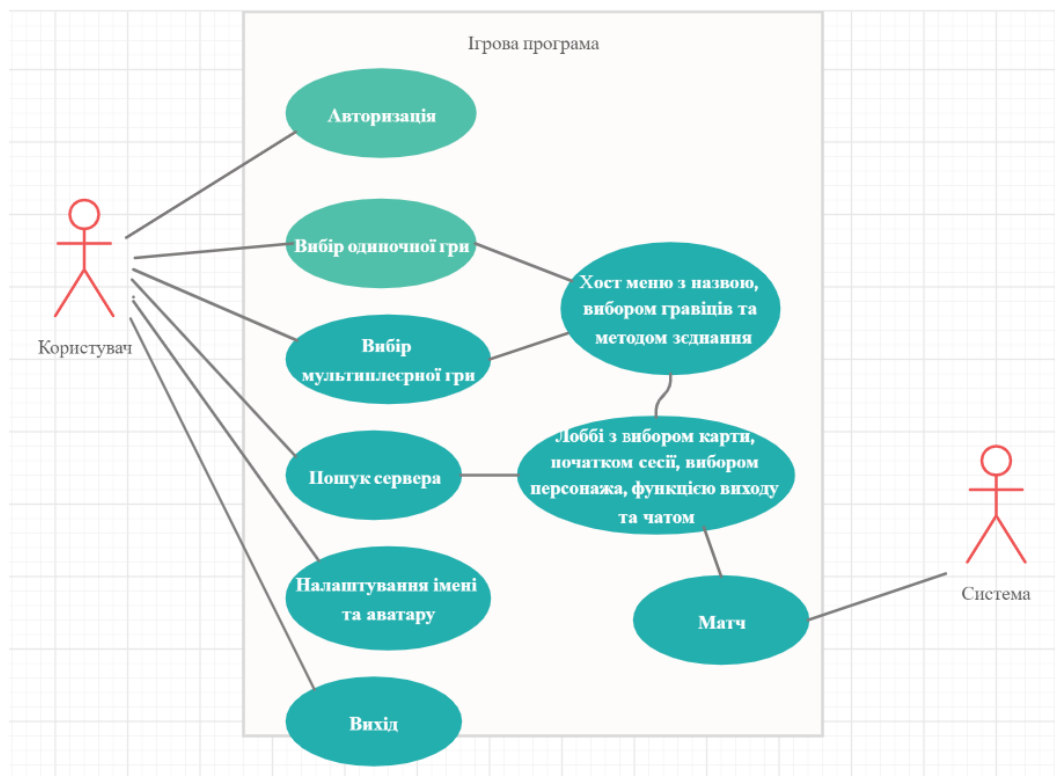 Ігрова програма
Авторизація
Вибір одиночної гри
Хост меню з назвою,
вибором гравіців та
методом зєднання
Користувач
Вибір
мультиплеєрної гри
Лоббі з вибором карти,
початком сесії, вибором
персонажа, функцією виходу
та чатом
Пошук сервера
Налаштування імені
та аватару
Система
Матч
Вихід